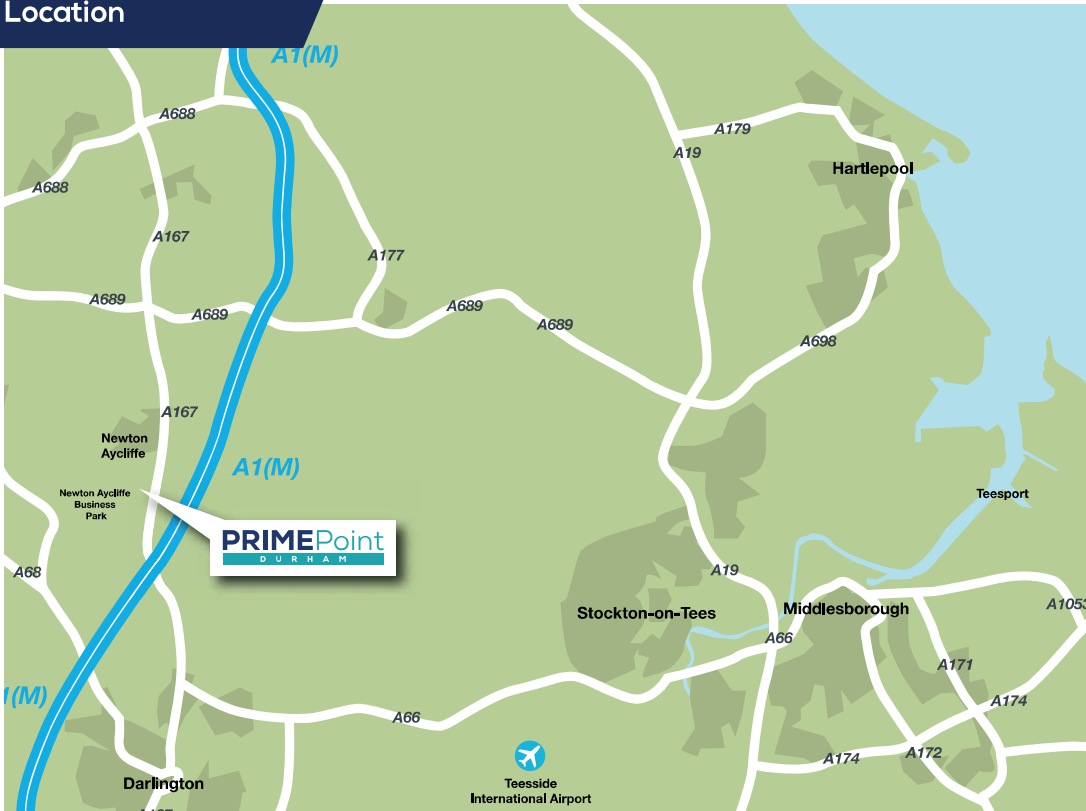 Location
A1(M)
A688
A179
A19
Hartlepool
A688
A167
A177
A689
A689
A689
A689
A698
A167
Newton
Aycliffe
A1(M)
Newton Aycliffe
Business
Park
Teesport
PRIMEPoint
DURHAM
A68
A19
Stockton-on-Tees
Middlesborough
A1053
A66
A171
1(M)
A174
A66
A174
A172
Darlington
Teesside
International Airport